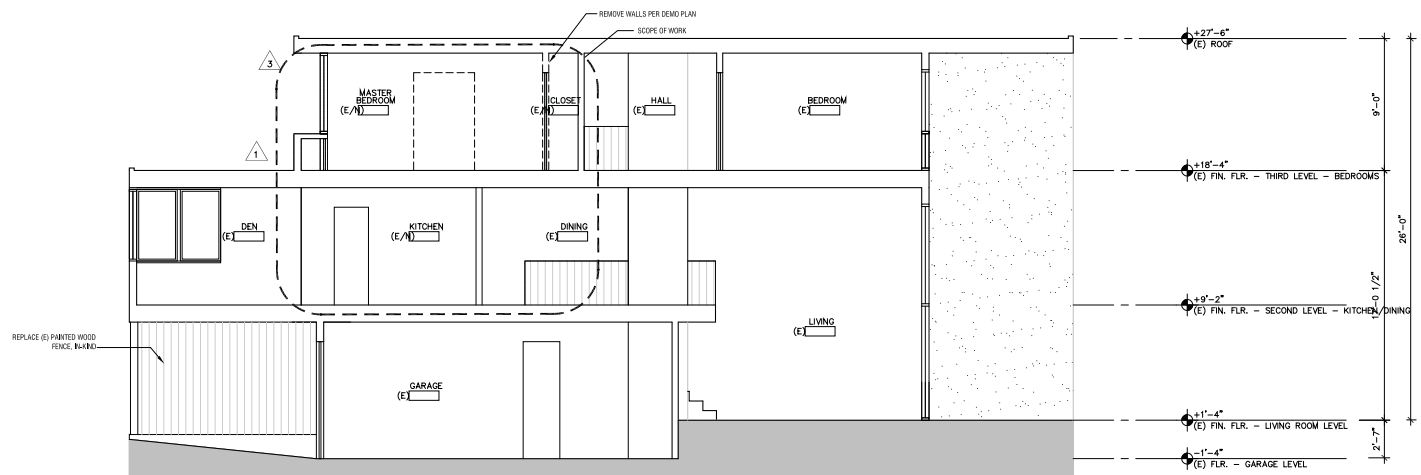 REMOVE WALLS PER DEMO PLAN
SCOPE OF WORK
+27'-6"
(E) ROOF
3
MASTER
BEDROOM
(E/N)
CLOSET
(E/N)
HALL
(E)
BEDROOM
(E)
9'-0"
1
+18'-4"
(E) FIN. FLR. - THIRD LEVEL - BEDROOMS
DEN
(E)
KITCHEN
(E/N)
DINING
(E)
26'-0"
+9'-2"
(E) FIN. FLR. - SECOND LEVEL - KITCHEN/DINING
-0 1/2"
REPLACE (E) PAINTED WOOD
FENCE, IN-KIND
LIVING
(E)
GARAGE
(E)
+1'-4"
(E) FIN. FLR. - LIVING ROOM LEVEL
2'-7"
-1'-4"
(E) FLR. - GARAGE LEVEL